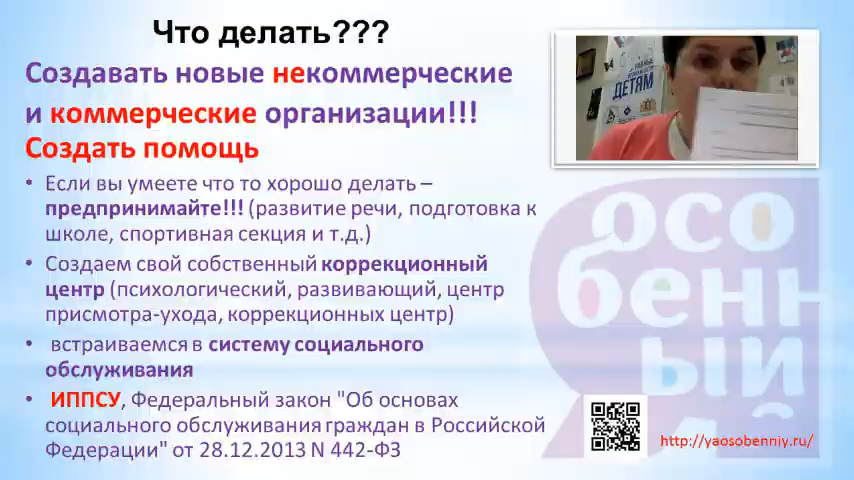 Что делать???
Создавать новые некоммерческие
и коммерческие организации!!!
Создать помощь
• Если вы умеете что то хорошо делать –
предпринимайте!!! (развитие речи, подготовка к
школе, спортивная секция и т.д.)
• Создаем свой собственный коррекционный
центр (психологический, развивающий, центр
присмотра-ухода, коррекционных центр)
• встраиваемся в систему социального
обслуживания
• ИППСУ, Федеральный закон "Об основах
социального обслуживания граждан в Российской
Федерации" от 28.12.2013 N 442-ФЗ
ДЕТЯМ
осо
бенн
ый
http://yaosobenniy.ru/